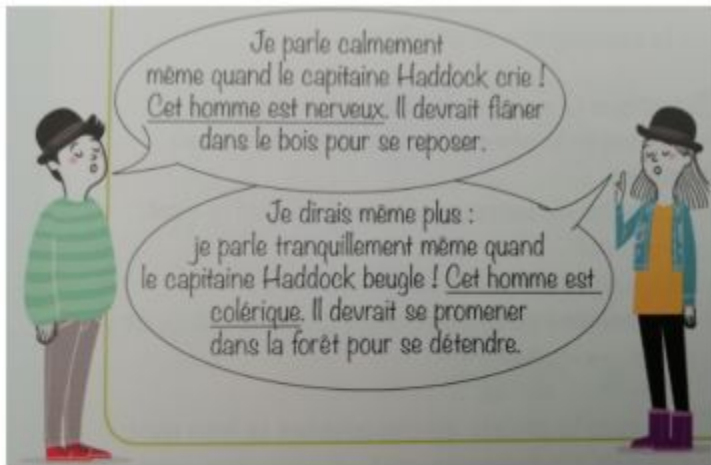 Je parle calmement
même quand le capitaine Haddock crie !
Cet homme est nerveux. Il devrait flâner
dans le bois pour se reposer.
Je dirais même plus :
je parle tranquillement même quand
le capitaine Haddock beugle ! Cet homme est
colérique. Il devrait se promener
dans la forêt pour se détendre.